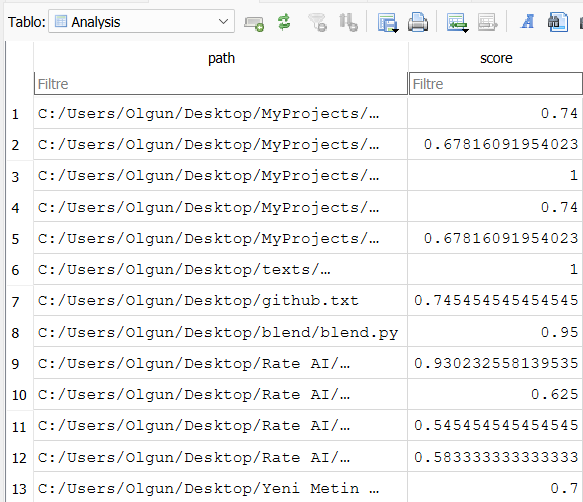 Tablo: Analysis
path score
Filtre Filtre
1 C:/Users/Olgun/Desktop/MyProjects/… 0.74
2 C:/Users/Olgun/Desktop/MyProjects/… 0.67816091954023
3 C:/Users/Olgun/Desktop/MyProjects/… 1
4 C:/Users/Olgun/Desktop/MyProjects/… 0.74
5 C:/Users/Olgun/Desktop/MyProjects/… 0.67816091954023
6 C:/Users/Olgun/Desktop/texts/… 1
7 C:/Users/Olgun/Desktop/github.txt 0.745454545454545
8 C:/Users/Olgun/Desktop/blend/blend.py 0.95
9 C:/Users/Olgun/Desktop/Rate AI/… 0.930232558139535
10 C:/Users/Olgun/Desktop/Rate AI/… 0.625
11 C:/Users/Olgun/Desktop/Rate AI/… 0.545454545454545
12 C:/Users/Olgun/Desktop/Rate AI/… 0.583333333333333
13 C:/Users/Olgun/Desktop/Yeni Metin … 0.7